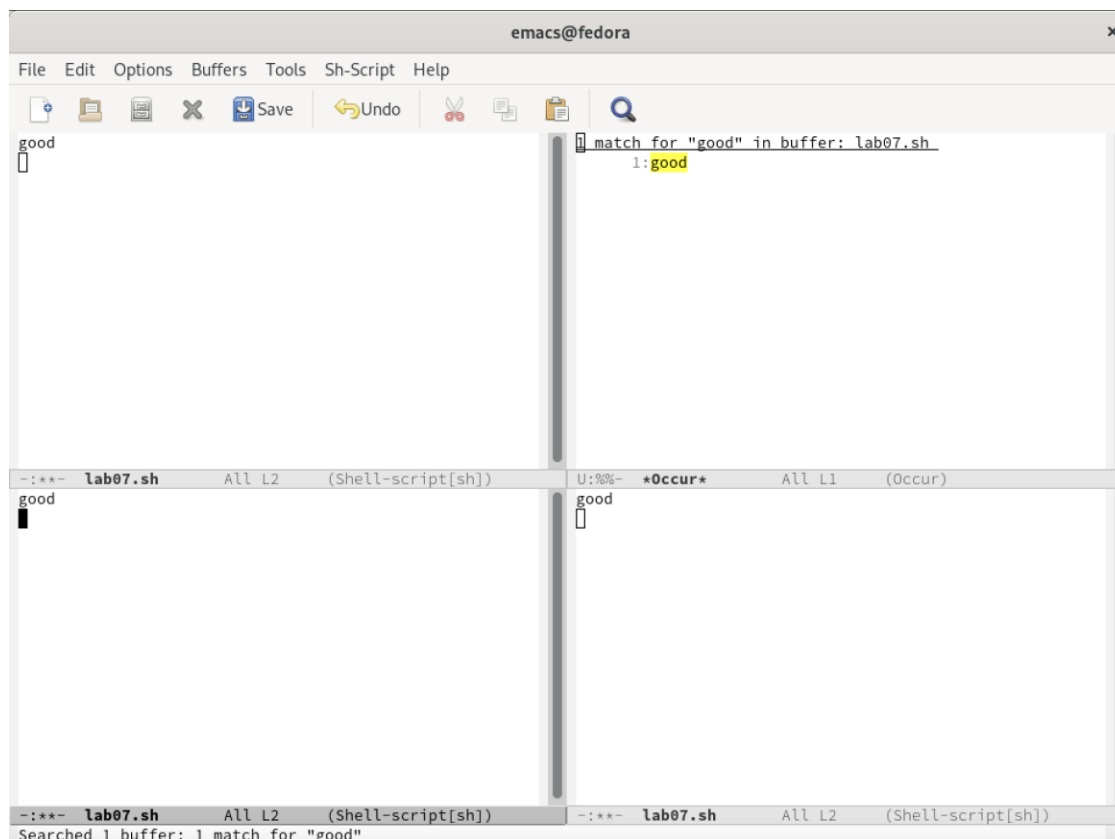 emacs@fedora
File Edit Options Buffers Tools Sh-Script Help
Save Undo
good
-:**- lab07.sh All L2 (Shell-script[sh])
1 match for "good" in buffer: lab07.sh
1:good
U:%%- *Occur* All L1 (Occur)
good
-:**- lab07.sh All L2 (Shell-script[sh])
good
-:**- lab07.sh All L2 (Shell-script[sh])
Searched 1 buffer: 1 match for "good"